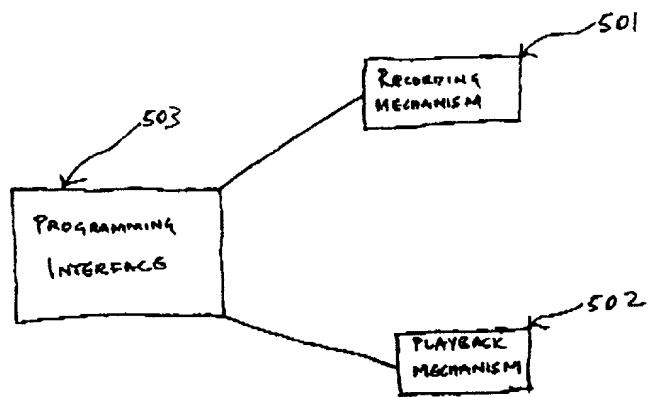 501
RECORDING
MECHANISM
503
PROGRAMMING
INTERFACE
502
PLAYBACK
MECHANISM